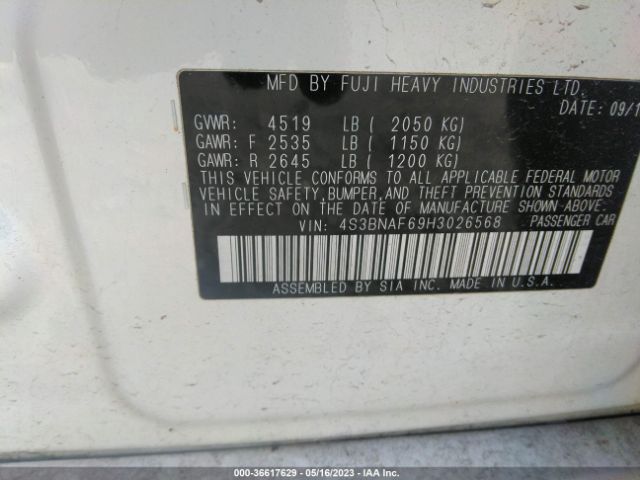 MFD BY FUJI HEAVY INDUSTRIES LTD.
DATE: 09/1
GVWR: 4519 LB ( 2050 KG)
GAWR: F 2535 LB ( 1150 KG)
GAWR: R 2645 LB ( 1200 KG)
THIS VEHICLE CONFORMS TO ALL APPLICABLE FEDERAL MOTOR
VEHICLE SAFETY,BUMPER,AND THEFT PREVENTION STANDARDS
IN EFFECT ON THE DATE OF MANUFACTURE SHOWN ABOVE.
VIN: 4S3BNAF69H3026568 PASSENGER CAR
ASSEMBLED BY SIA INC. MADE IN U.S.A.
000-36617629 - 05/16/2023 - IAA Inc.